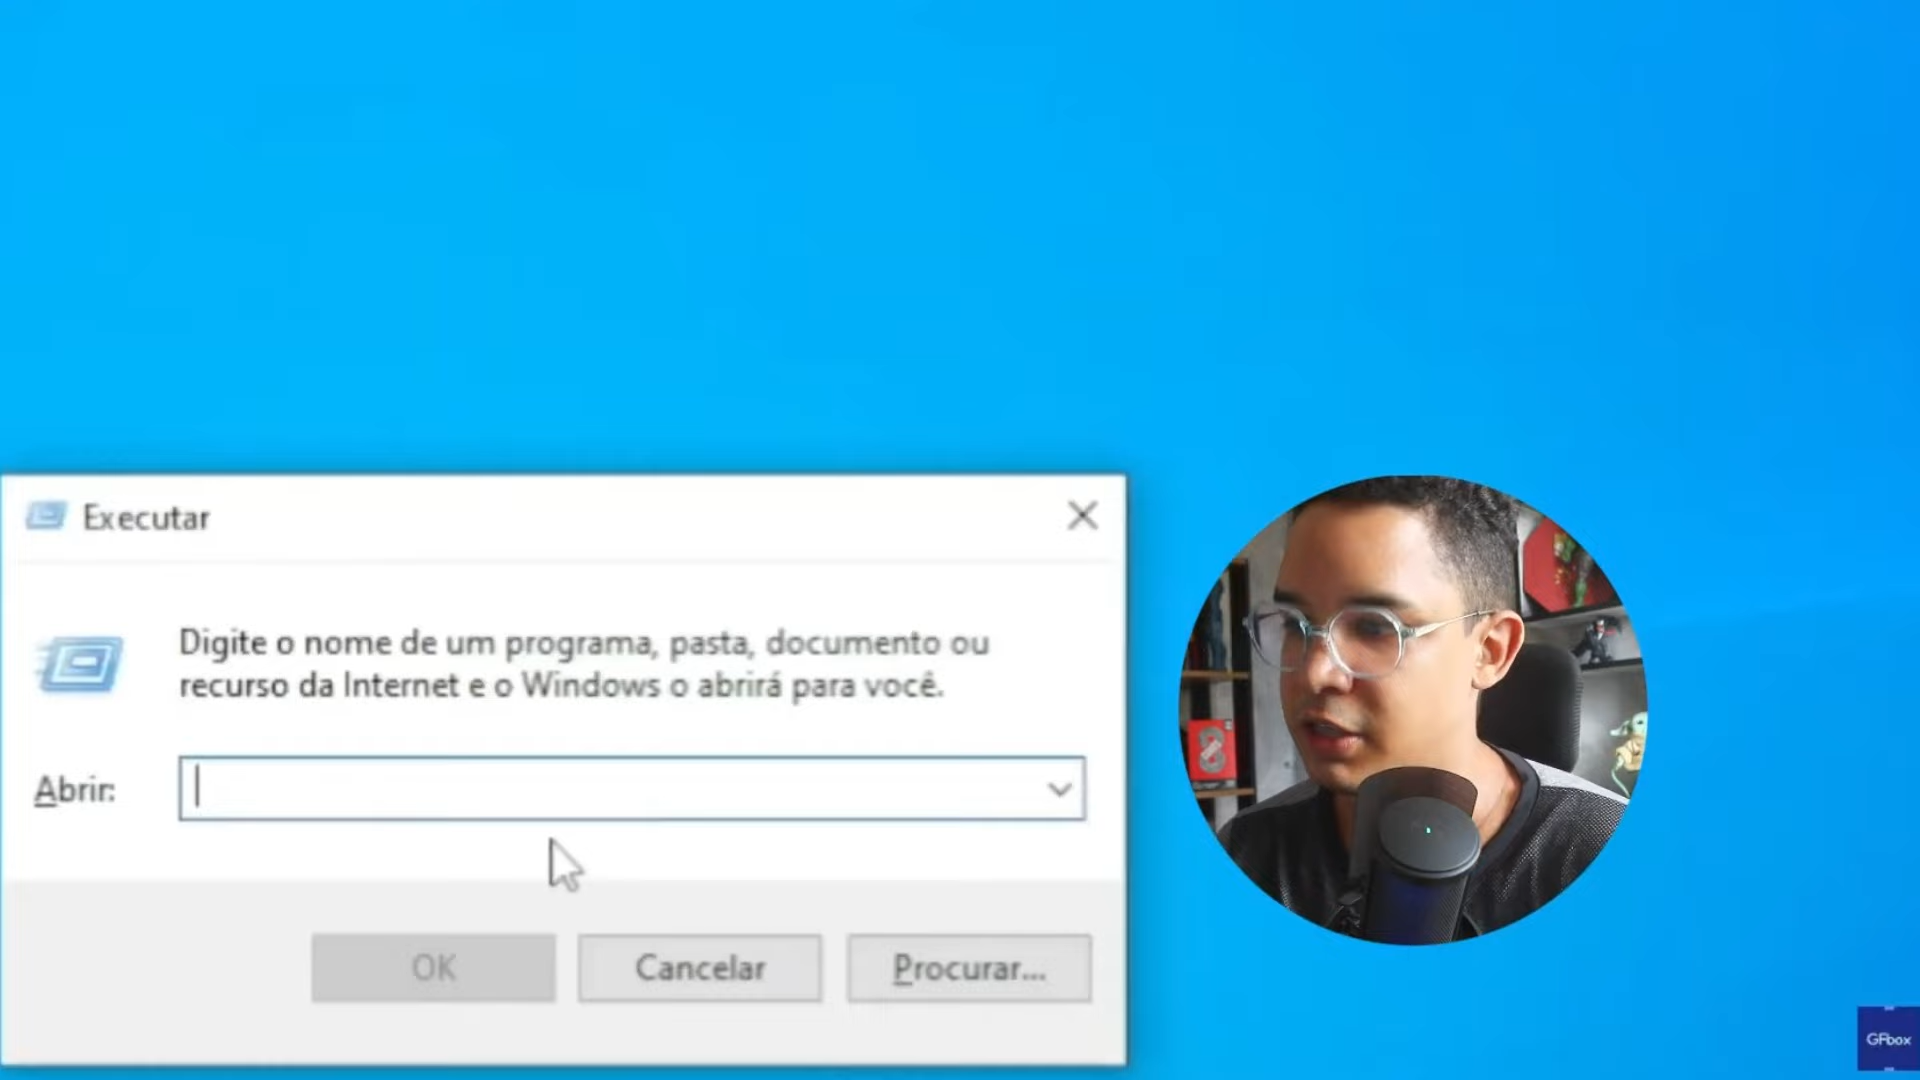 Executar
Digite o nome de um programa, pasta, documento ou
recurso da Internet e o Windows o abrirá para você.
Abrir:
OK
Cancelar
Procurar...
GFbox